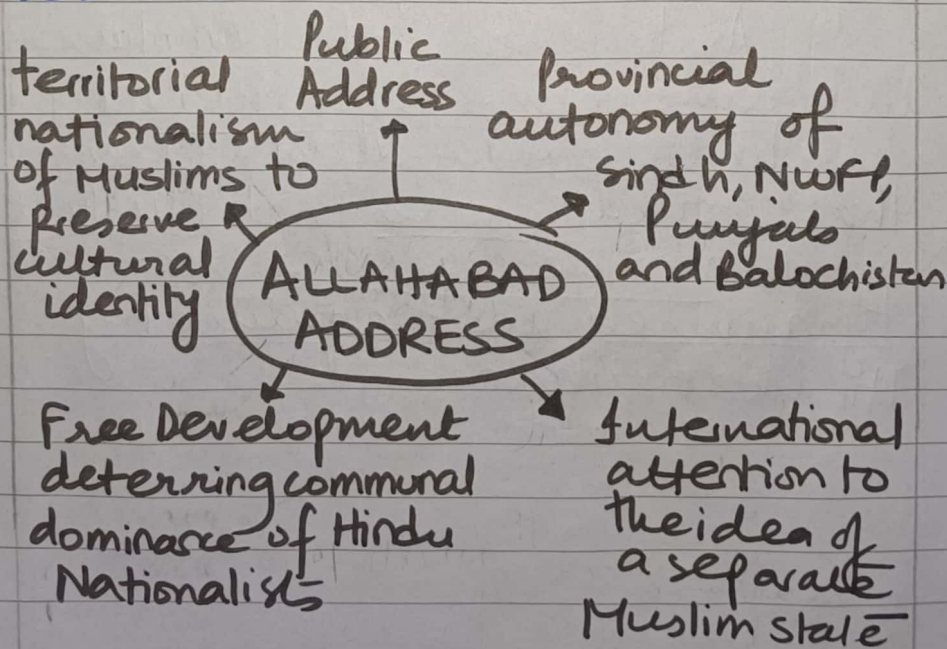 Public
Address
territorial
nationalism
of Muslims to
Preserve
cultural
identity
Provincial
autonomy of
Sindh, NWFP,
Punjab
and Balochistan
ALLAHABAD
ADDRESS
Free Development
deterring communal
dominance of Hindu
Nationalists
International
attention to
the idea of
a separate
Muslim state